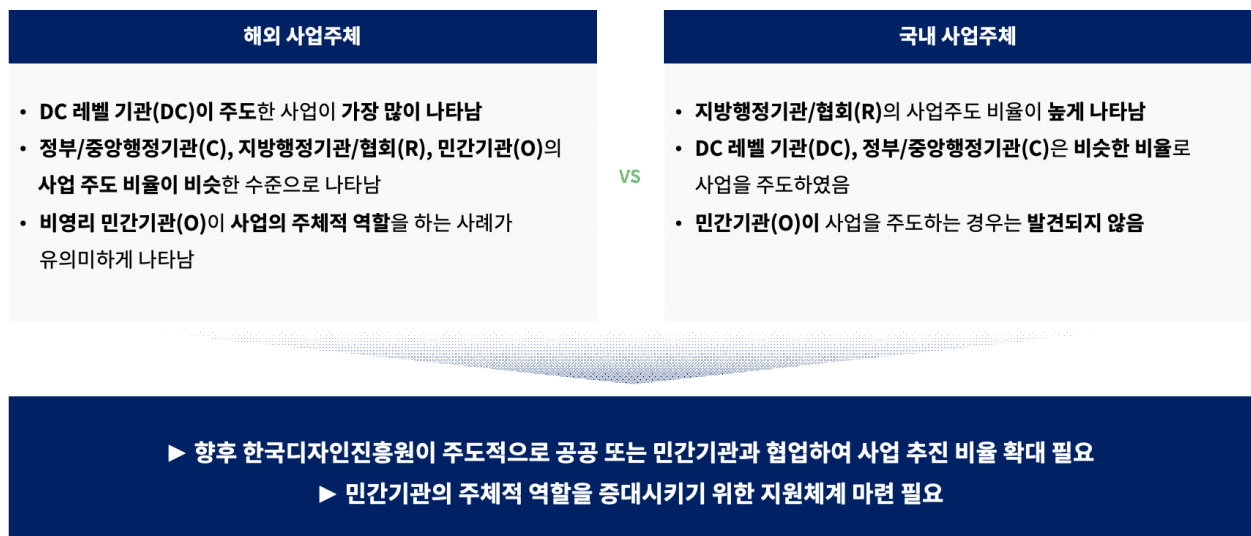 해외 사업주체
• DC 레벨 기관(DC)이 주도한 사업이 가장 많이 나타남
• 정부/중앙행정기관(C), 지방행정기관/협회(R), 민간기관(O)의
사업 주도 비율이 비슷한 수준으로 나타남
• 비영리 민간기관(O)이 사업의 주체적 역할을 하는 사례가
유의미하게 나타남
VS
국내 사업주체
• 지방행정기관/협회(R)의 사업주도 비율이 높게 나타남
• DC 레벨 기관(DC), 정부/중앙행정기관(C)은 비슷한 비율로
사업을 주도하였음
• 민간기관(O)이 사업을 주도하는 경우는 발견되지 않음
▶ 향후 한국디자인진흥원이 주도적으로 공공 또는 민간기관과 협업하여 사업 추진 비율 확대 필요
▶ 민간기관의 주체적 역할을 증대시키기 위한 지원체계 마련 필요